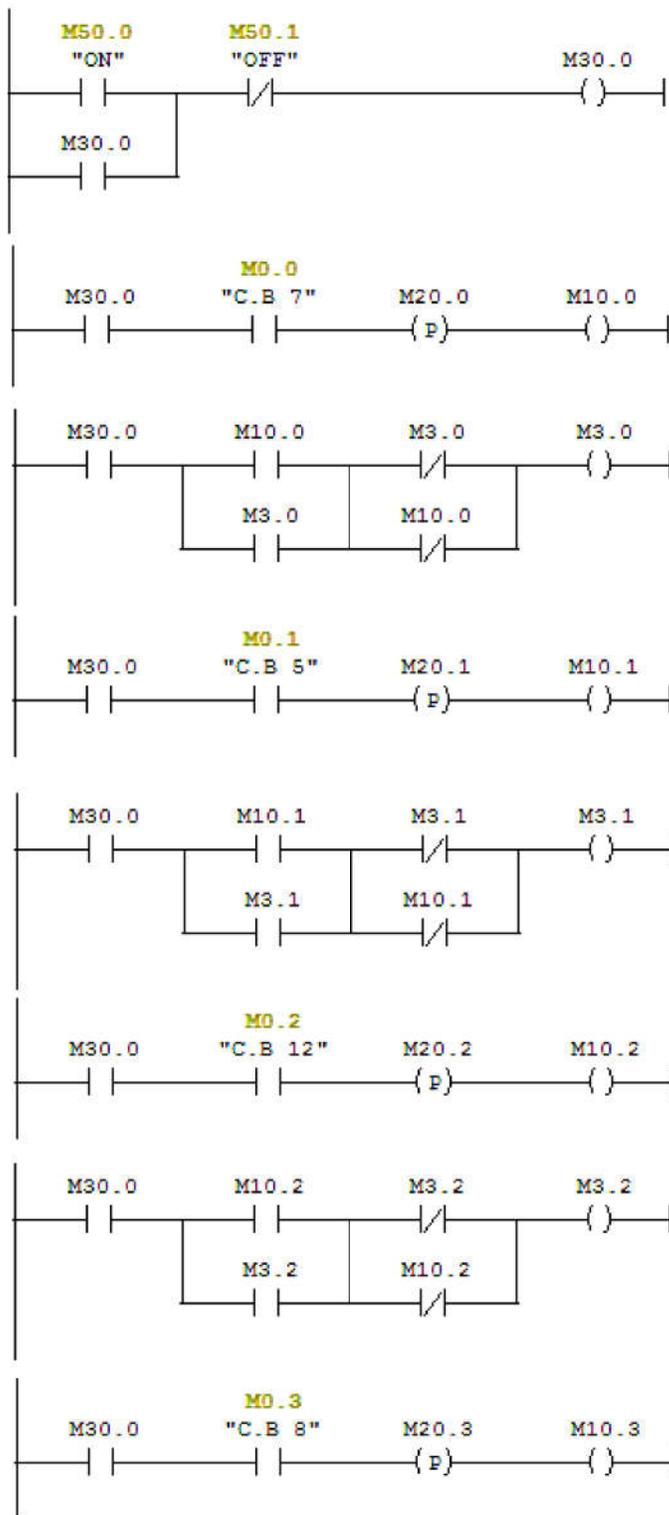 M50.0 M50.1
"ON" "OFF" M30.0
M30.0
M0.0
M30.0 "C.B 7" M20.0 M10.0
P
M30.0 M10.0 M3.0 M3.0
M3.0 M10.0
M0.1
M30.0 "C.B 5" M20.1 M10.1
P
M30.0 M10.1 M3.1 M3.1
M3.1 M10.1
M0.2
M30.0 "C.B 12" M20.2 M10.2
P
M30.0 M10.2 M3.2 M3.2
M3.2 M10.2
M0.3
M30.0 "C.B 8" M20.3 M10.3
P